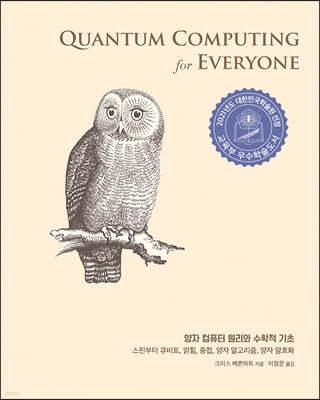 QUANTUM COMPUTING
for EVERYONE
2021년도 대한민국학술원 선정
교육부 우수학술도서
양자 컴퓨터 원리와 수학적 기초
스핀부터 큐비트, 얽힘, 중첩, 양자 알고리즘, 양자 암호화
크리스 베른하트 지음 이정문 옮김